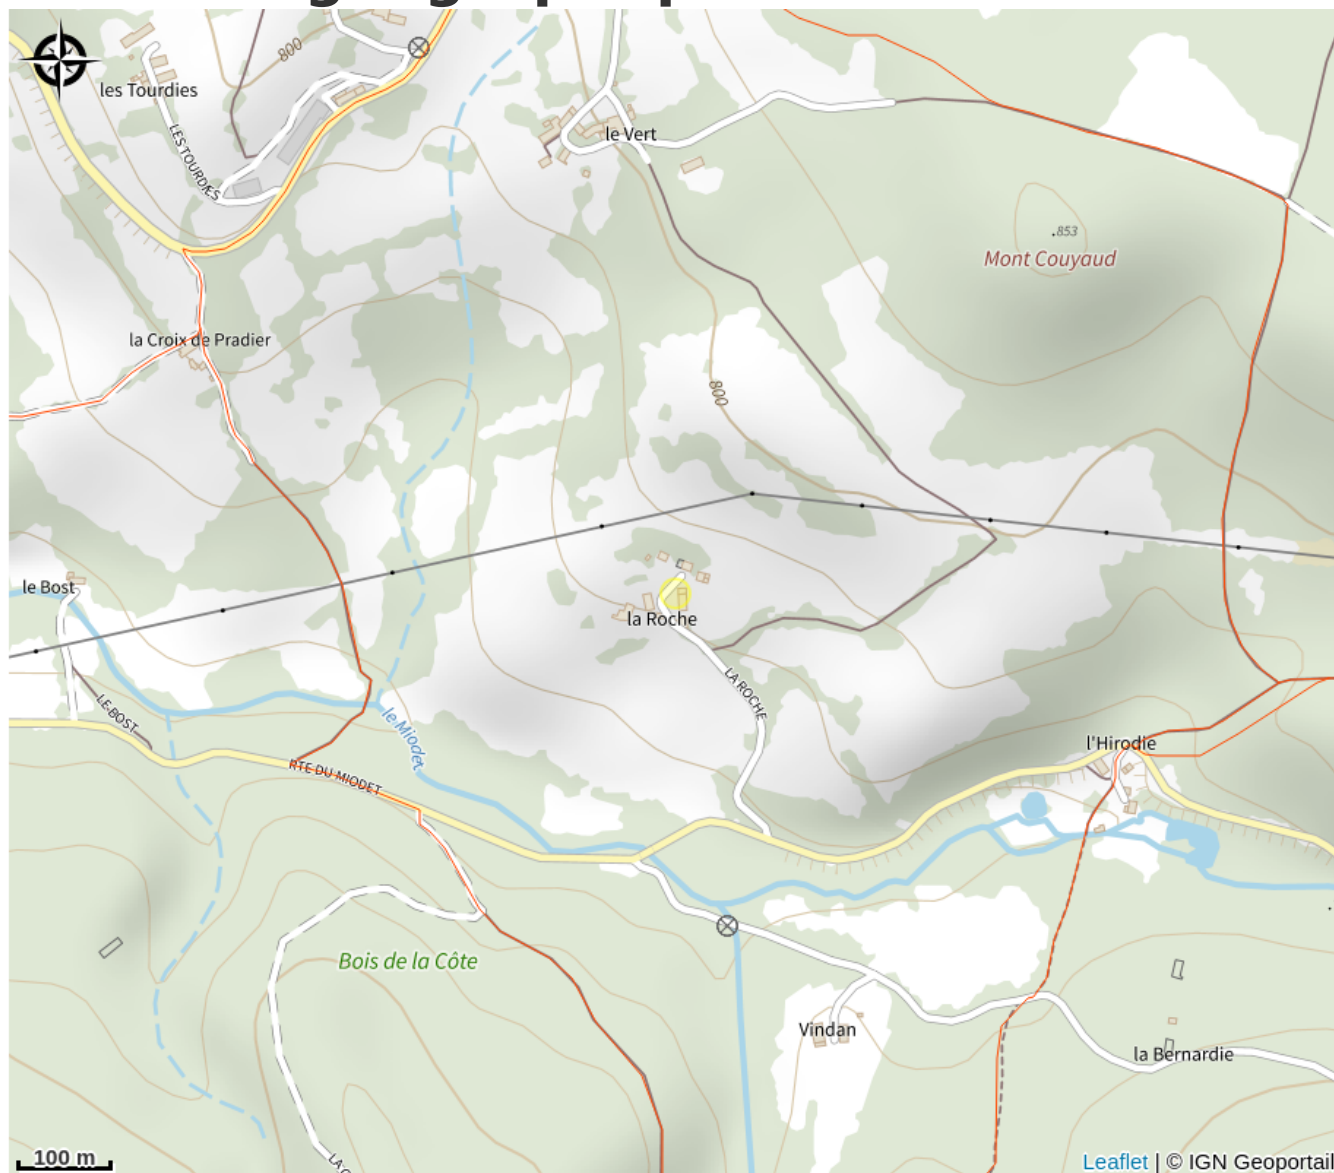 800
les Tourdies
LES TOURDIES
le Vert
853
Mont Couyaud
la Croix de Pradier
800
le Bost
la Roche
LA ROCHE
LE BOST
le Miodet
l'Hirodie
RTE DU MIODET
Bois de la Côte
Vindan
la Bernardie
100 m
Leaflet | © IGN Geoportail